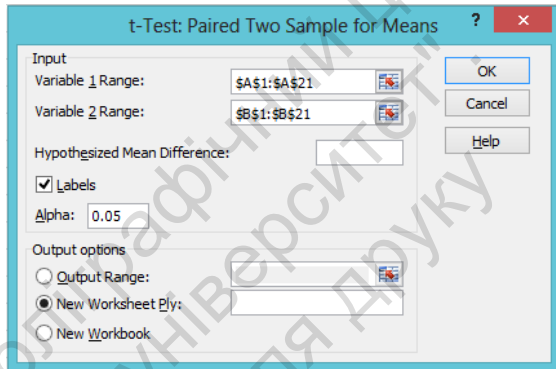 t-Test: Paired Two Sample for Means
? ×
Input
Variable 1 Range: $A$1:$A$21
OK
Variable 2 Range: $B$1:$B$21
Cancel
Hypothesized Mean Difference:
Help
Labels
Alpha: 0.05
Output options
Output Range:
New Worksheet Ply:
New Workbook